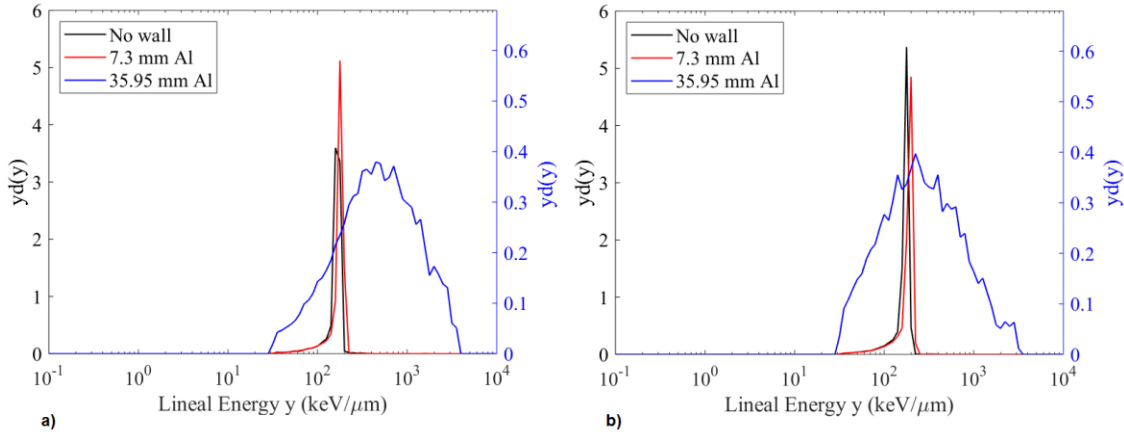 No wall
7.3 mm Al
35.95 mm Al
6
5
4
3
2
1
0
yd(y)
0.6
0.5
0.4
0.3
0.2
0.1
0
yd(y)
10^-1 10^0 10^1 10^2 10^3 10^4
Lineal Energy y (keV/μm)
a)
No wall
7.3 mm Al
35.95 mm Al
6
5
4
3
2
1
0
yd(y)
0.6
0.5
0.4
0.3
0.2
0.1
0
yd(y)
10^-1 10^0 10^1 10^2 10^3 10^4
Lineal Energy y (keV/μm)
b)